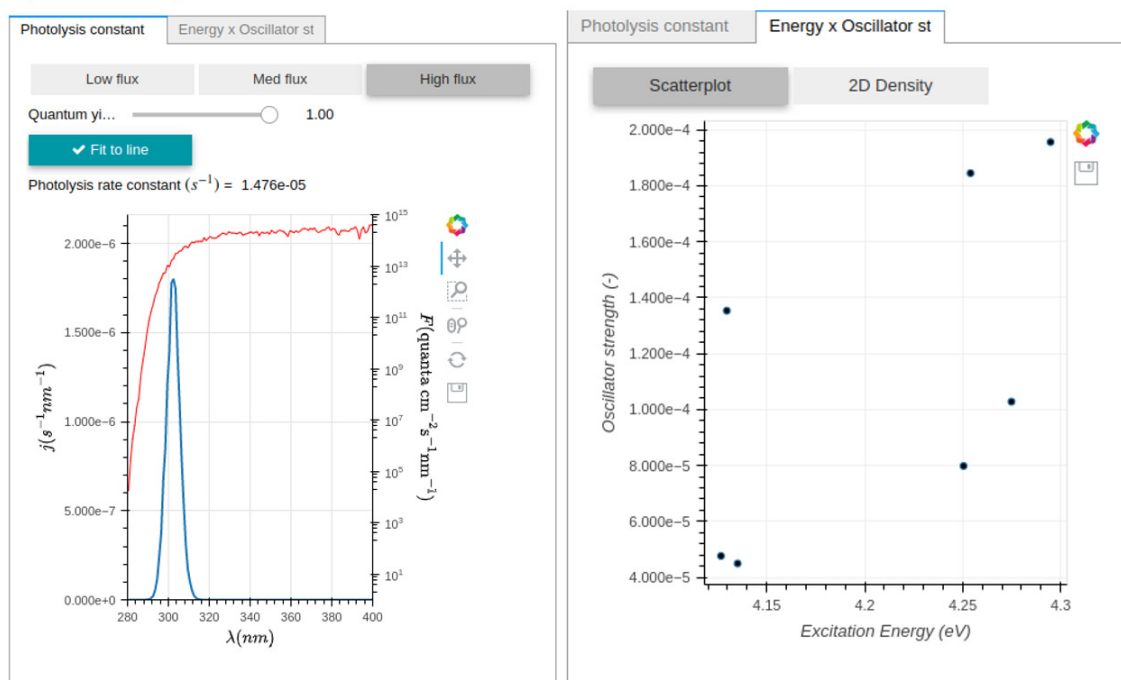 Photolysis constant
Energy x Oscillator st
Low flux
Med flux
High flux
Quantum yi... 1.00
✔ Fit to line
Photolysis rate constant (s⁻¹) = 1.476e-05
2.000e-6
1.500e-6
1.000e-6
5.000e-7
0.000e+0
j(s⁻¹nm⁻¹)
10¹⁵
10¹³
10¹¹
10⁹
10⁷
10⁵
10³
10¹
F(quanta cm⁻²s⁻¹nm⁻¹)
280 300 320 340 360 380 400
λ(nm)
Photolysis constant
Energy x Oscillator st
Scatterplot
2D Density
2.000e-4
1.800e-4
1.600e-4
1.400e-4
1.200e-4
1.000e-4
8.000e-5
6.000e-5
4.000e-5
Oscillator strength (-)
4.15 4.2 4.25 4.3
Excitation Energy (eV)